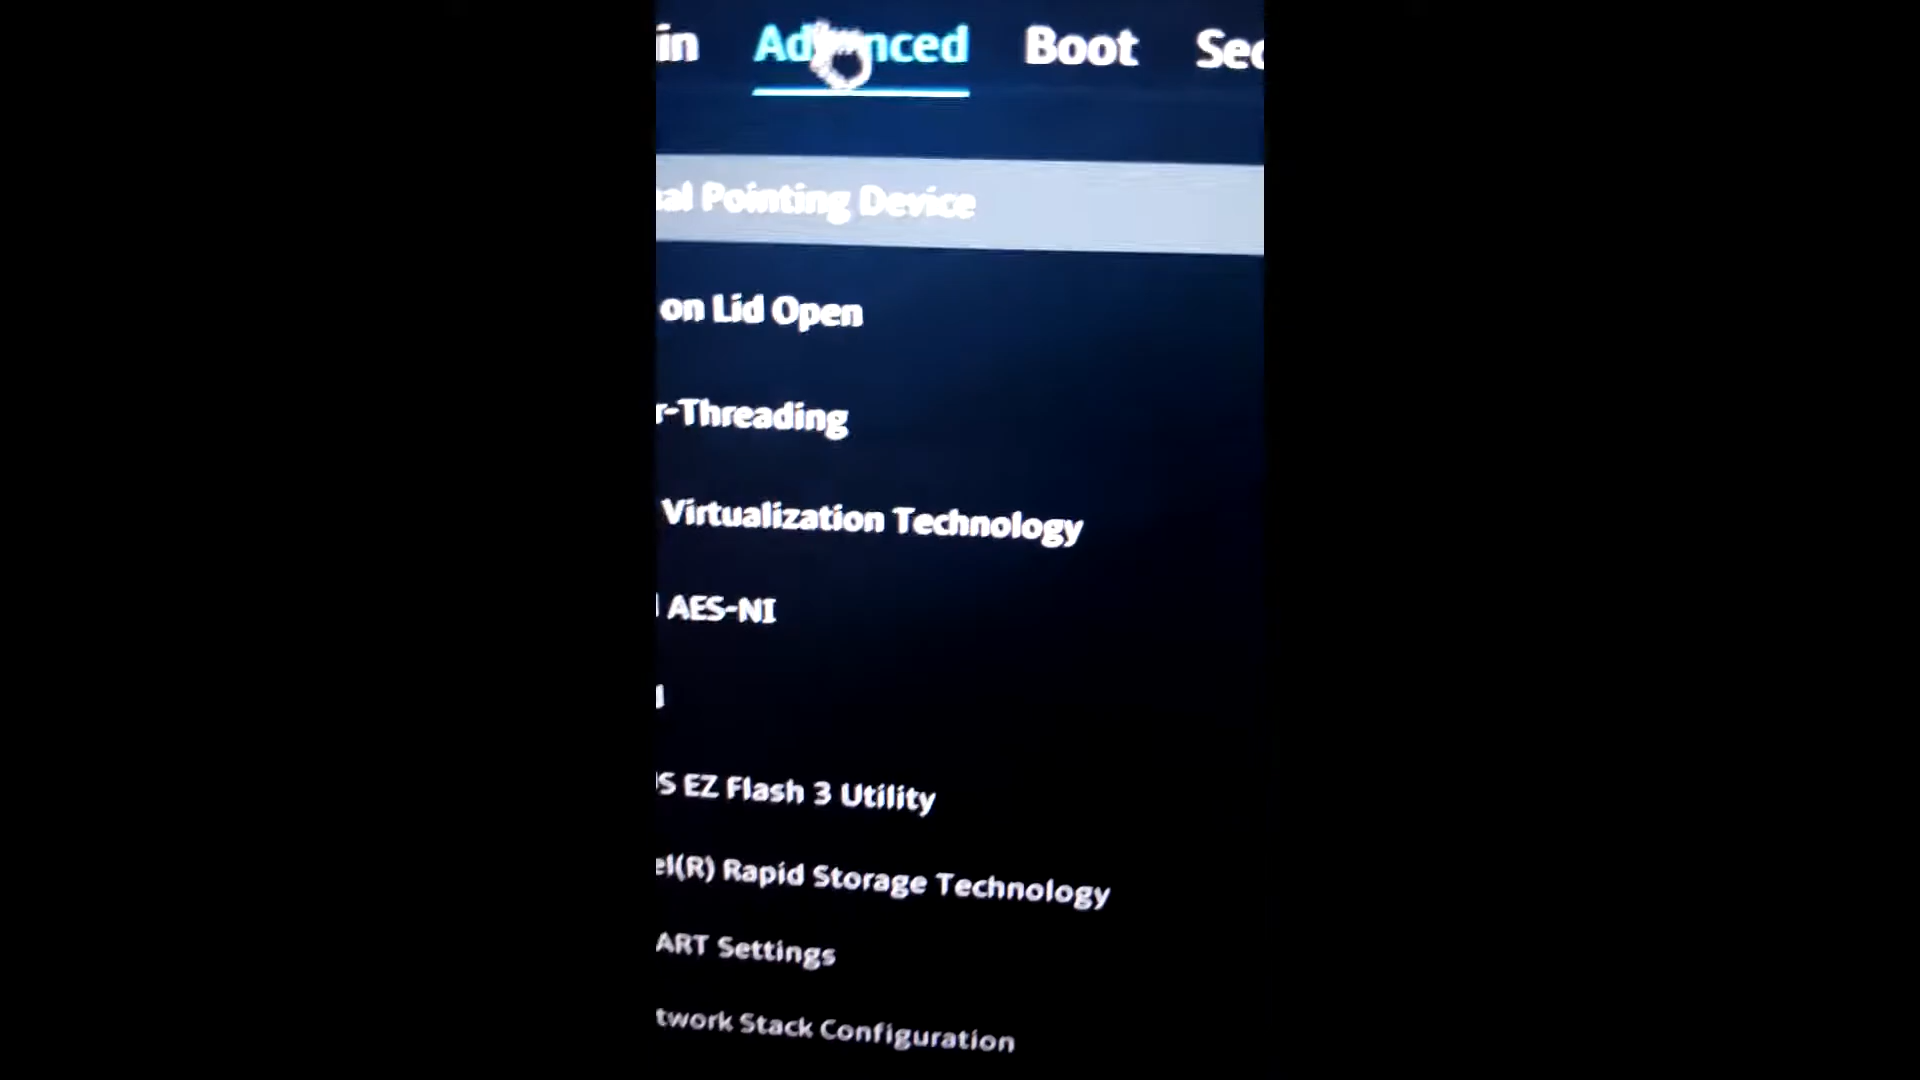 in Advanced Boot Sec
al Pointing Device
on Lid Open
r-Threading
Virtualization Technology
AES-NI
S EZ Flash 3 Utility
el(R) Rapid Storage Technology
ART Settings
twork Stack Configuration